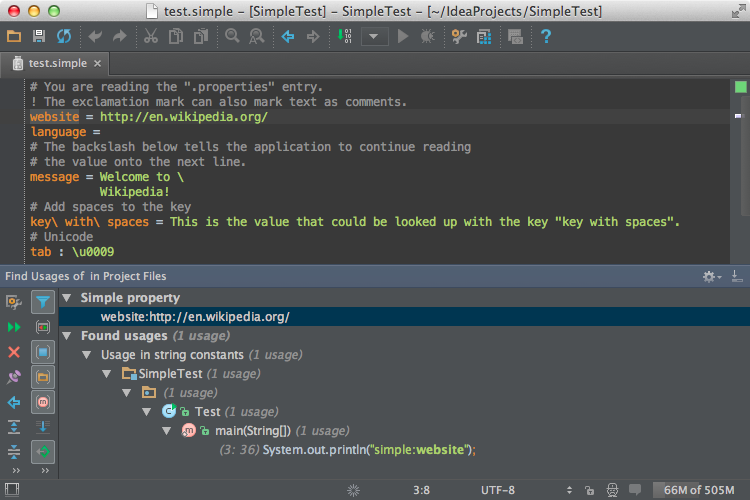 test.simple - [SimpleTest] - SimpleTest - [~/IdeaProjects/SimpleTest]
test.simple
# You are reading the ".properties" entry.
! The exclamation mark can also mark text as comments.
website = http://en.wikipedia.org/
language =
# The backslash below tells the application to continue reading
# the value onto the next line.
message = Welcome to \
Wikipedia!
# Add spaces to the key
key\ with\ spaces = This is the value that could be looked up with the key "key with spaces".
# Unicode
tab : \u0009
Find Usages of in Project Files
Simple property
website:http://en.wikipedia.org/
Found usages (1 usage)
Usage in string constants (1 usage)
SimpleTest (1 usage)
(1 usage)
Test (1 usage)
main(String[]) (1 usage)
(3: 36) System.out.println("simple:website");
3:8 UTF-8 66M of 505M